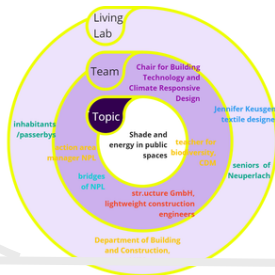 Living
Lab
Team
Chair for Building
Technology and
Climate Responsive
Design
Topic
Shade and
energy in public
spaces
Jennifer Keusgen
textile designe
inhabitants
/passerbys
seniors of
Neuperlach
bridges
of NPL
str.ucture GmbH,
lightweight construction
engineers
Department of Building
and Construction,